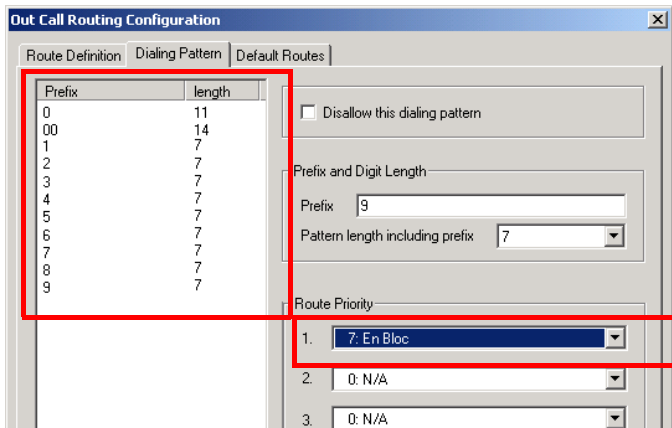 Out Call Routing Configuration
Route Definition Dialing Pattern Default Routes
Prefix length
0 11
00 14
1 7
2 7
3 7
4 7
5 7
6 7
7 7
8 7
9 7
Disallow this dialing pattern
Prefix and Digit Length
Prefix 9
Pattern length including prefix 7
Route Priority
1. 7: En Bloc
2. 0: N/A
3. 0: N/A